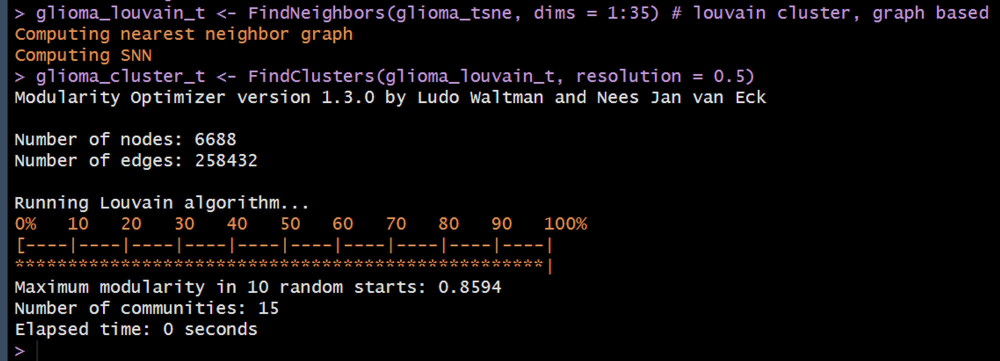 > glioma_louvain_t <- FindNeighbors(glioma_tsne, dims = 1:35) # louvain cluster, graph based
Computing nearest neighbor graph
Computing SNN
> glioma_cluster_t <- FindClusters(glioma_louvain_t, resolution = 0.5)
Modularity Optimizer version 1.3.0 by Ludo Waltman and Nees Jan van Eck
Number of nodes: 6688
Number of edges: 258432
Running Louvain algorithm...
0%   10   20   30   40   50   60   70   80   90   100%
[----|----|----|----|----|----|----|----|----|----|
**************************************************|
Maximum modularity in 10 random starts: 0.8594
Number of communities: 15
Elapsed time: 0 seconds
>